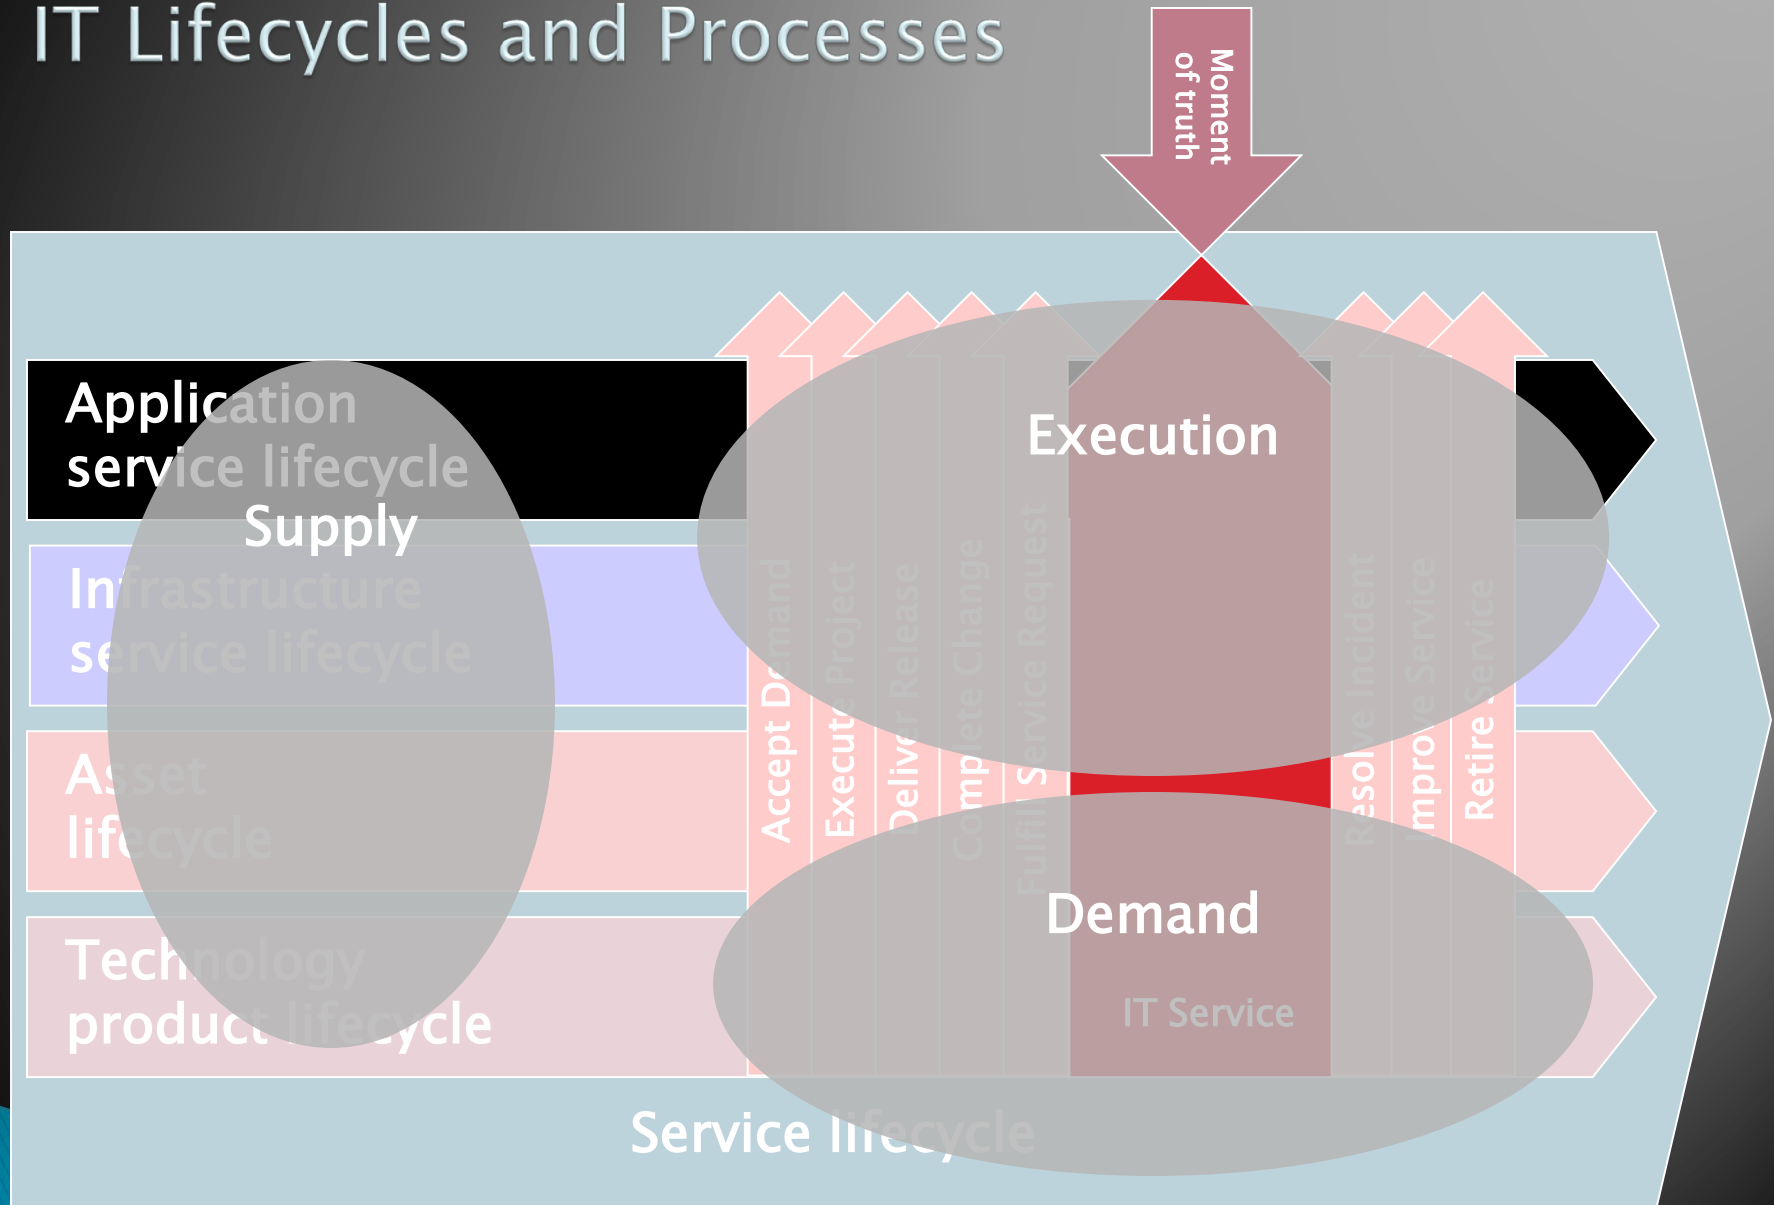 IT Lifecycles and Processes
Moment
of truth
Application
service lifecycle
Supply
Infrastructure
service lifecycle
Asset
lifecycle
Technology
product lifecycle
Execution
Accept Demand
Execute Project
Deliver Release
Complete Change
Fulfill Service Request
Resolve Incident
Improve Service
Retire Service
Demand
IT Service
Service lifecycle